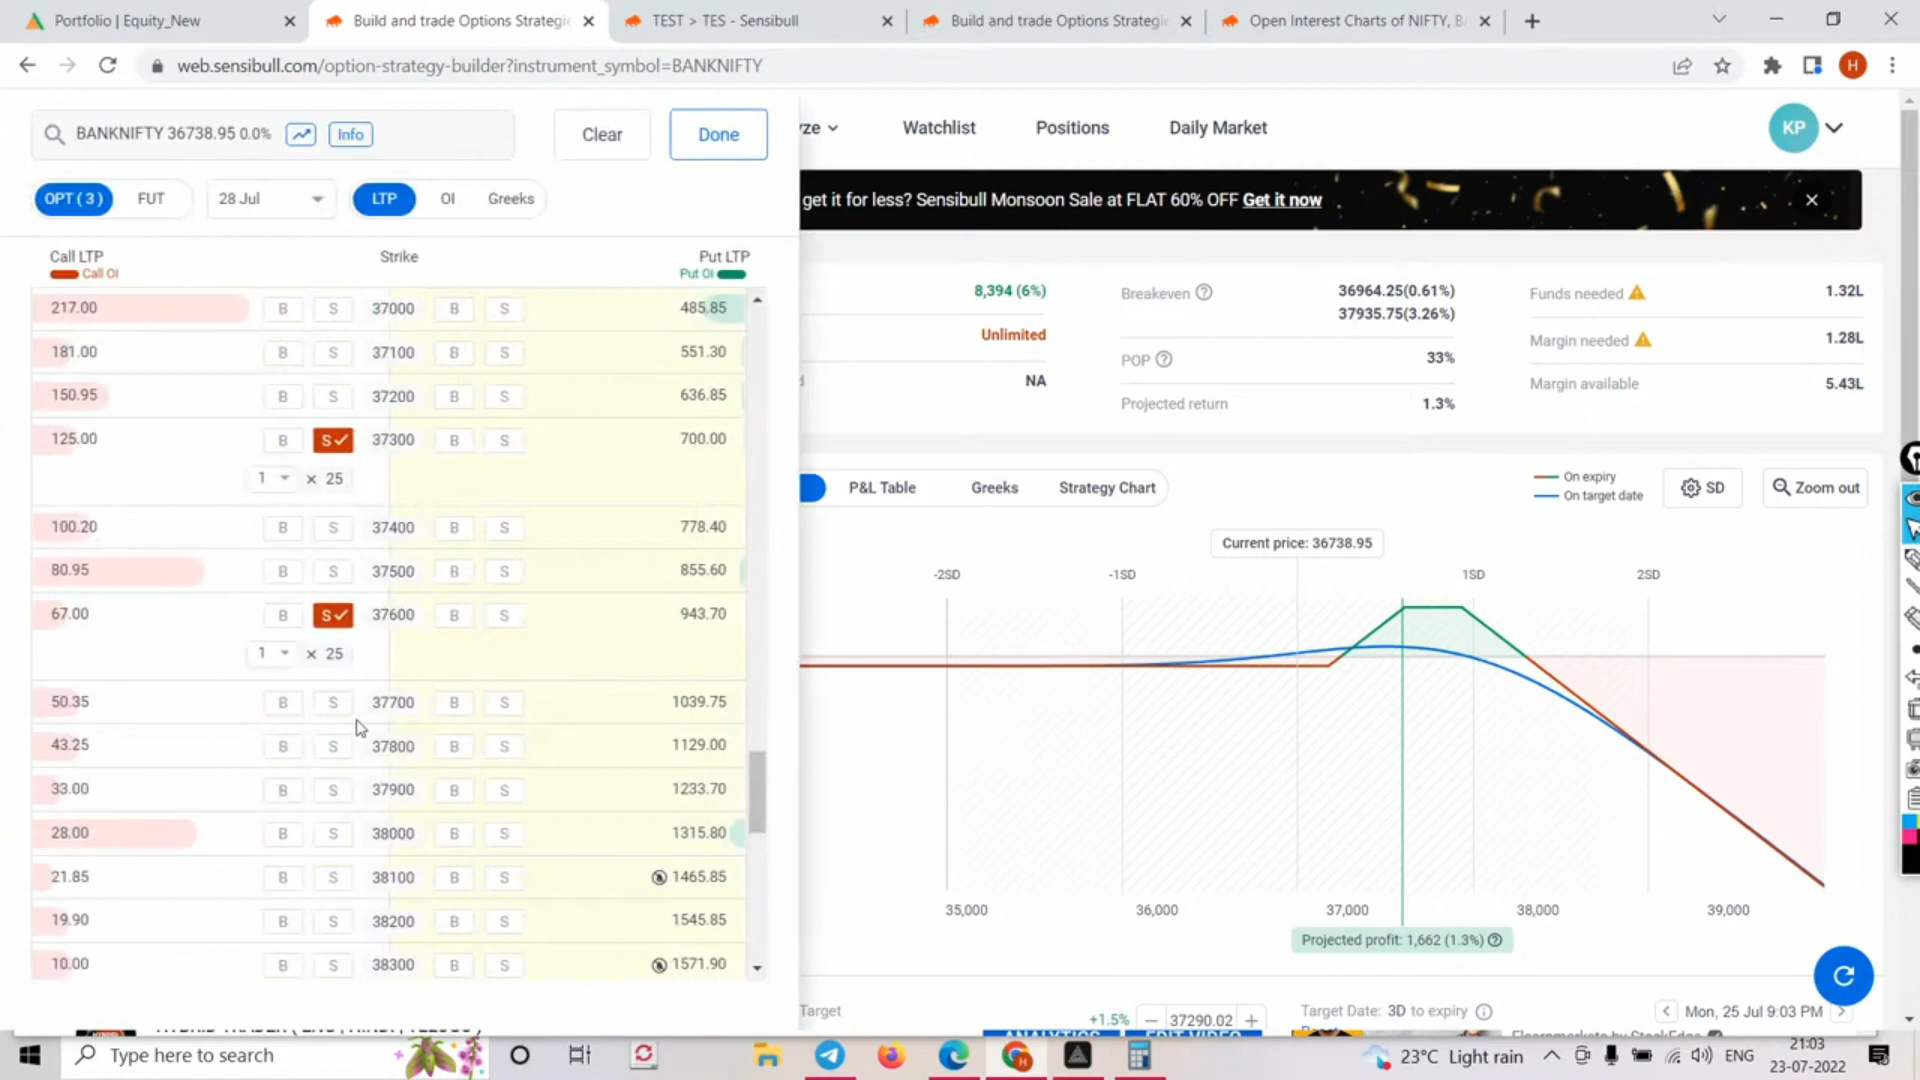 Portfolio | Equity_New
Build and trade Options Strategie
TEST > TES - Sensibull
Build and trade Options Strategie
Open Interest Charts of NIFTY, B
web.sensibull.com/option-strategy-builder?instrument_symbol=BANKNIFTY
H
BANKNIFTY 36738.95 0.0% Info
Clear
Done
yze
Watchlist
Positions
Daily Market
KP
OPT ( 3 )
FUT
28 Jul
LTP
OI
Greeks
get it for less? Sensibull Monsoon Sale at FLAT 60% OFF Get it now
Call LTP
Call OI
Strike
Put LTP
Put OI
217.00 B S 37000 B S 485.85
181.00 B S 37100 B S 551.30
150.95 B S 37200 B S 636.85
125.00 B S 37300 B S 700.00
1 × 25
100.20 B S 37400 B S 778.40
80.95 B S 37500 B S 855.60
67.00 B S 37600 B S 943.70
1 × 25
50.35 B S 37700 B S 1039.75
43.25 B S 37800 B S 1129.00
33.00 B S 37900 B S 1233.70
28.00 B S 38000 B S 1315.80
21.85 B S 38100 B S 1465.85
19.90 B S 38200 B S 1545.85
10.00 B S 38300 B S 1571.90
8,394 (6%)
Unlimited
NA
Breakeven 36964.25(0.61%)
37935.75(3.26%)
POP 33%
Projected return 1.3%
Funds needed 1.32L
Margin needed 1.28L
Margin available 5.43L
P&L Table
Greeks
Strategy Chart
On expiry
On target date
SD
Zoom out
Current price: 36738.95
-2SD
-1SD
1SD
2SD
35,000
36,000
37,000
38,000
39,000
Projected profit: 1,662 (1.3%)
Target
+1.5%
37290.02
Target Date: 3D to expiry
Mon, 25 Jul 9:03 PM
Type here to search
23°C Light rain
ENG
21:03
23-07-2022